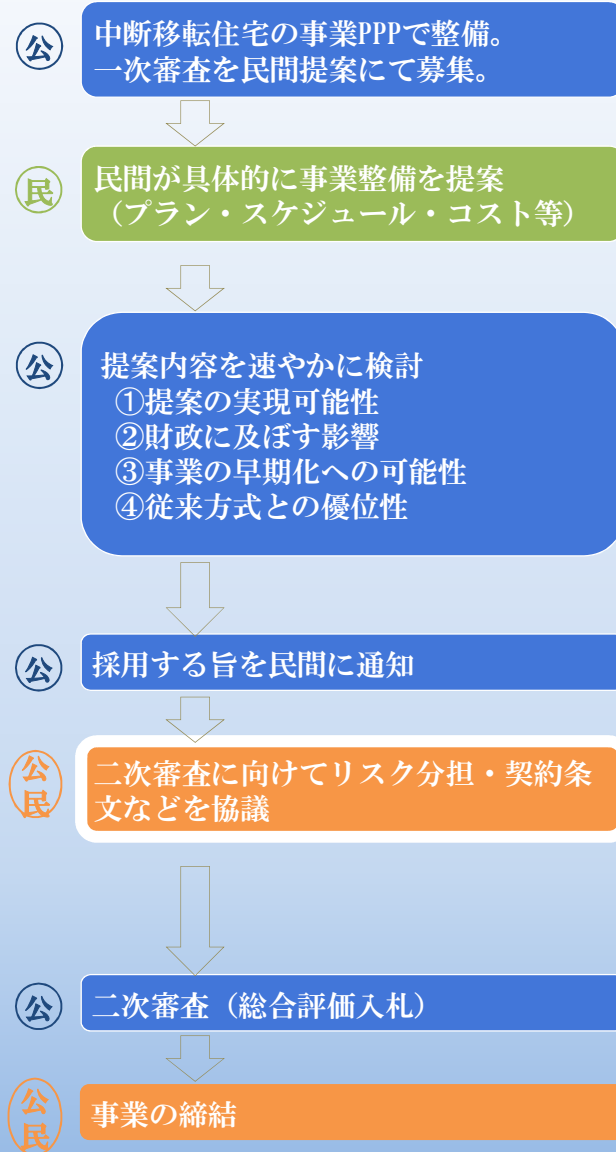 公
中断移転住宅の事業PPPで整備。
一次審査を民間提案にて募集。
民
民間が具体的に事業整備を提案
（プラン・スケジュール・コスト等）
公
提案内容を速やかに検討
①提案の実現可能性
②財政に及ぼす影響
③事業の早期化への可能性
④従来方式との優位性
公
採用する旨を民間に通知
公
民
二次審査に向けてリスク分担・契約条
文などを協議
公
二次審査（総合評価入札）
公
民
事業の締結